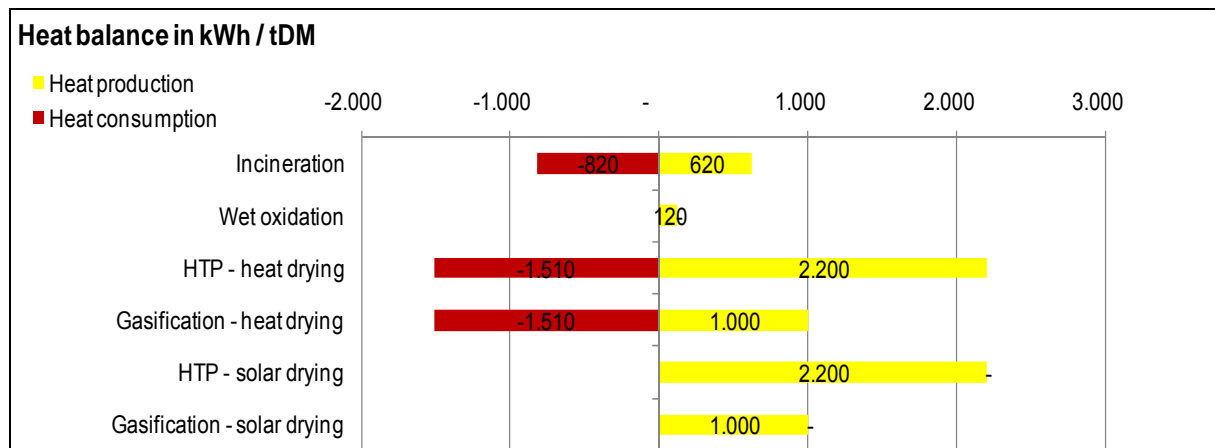 Heat balance in kWh / tDM
Heat production
Heat consumption
-2.000 -1.000 - 1.000 2.000 3.000
Incineration -820 620
Wet oxidation 120 -
HTP - heat drying -1.510 2.200
Gasification - heat drying -1.510 1.000
HTP - solar drying 2.200 -
Gasification - solar drying 1.000 -